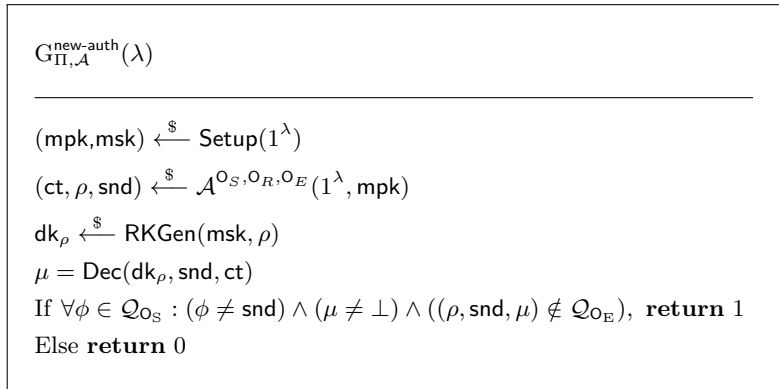 G^{new-auth}_{Π,𝒜}(λ)
(mpk,msk) ←$ Setup(1^λ)
(ct, ρ, snd) ←$ 𝒜^{O_S,O_R,O_E}(1^λ, mpk)
dk_ρ ←$ RKGen(msk, ρ)
μ = Dec(dk_ρ, snd, ct)
If ∀ϕ ∈ 𝒬_{O_S} : (ϕ ≠ snd) ∧ (μ ≠ ⊥) ∧ ((ρ, snd, μ) ∉ 𝒬_{O_E}), return 1
Else return 0